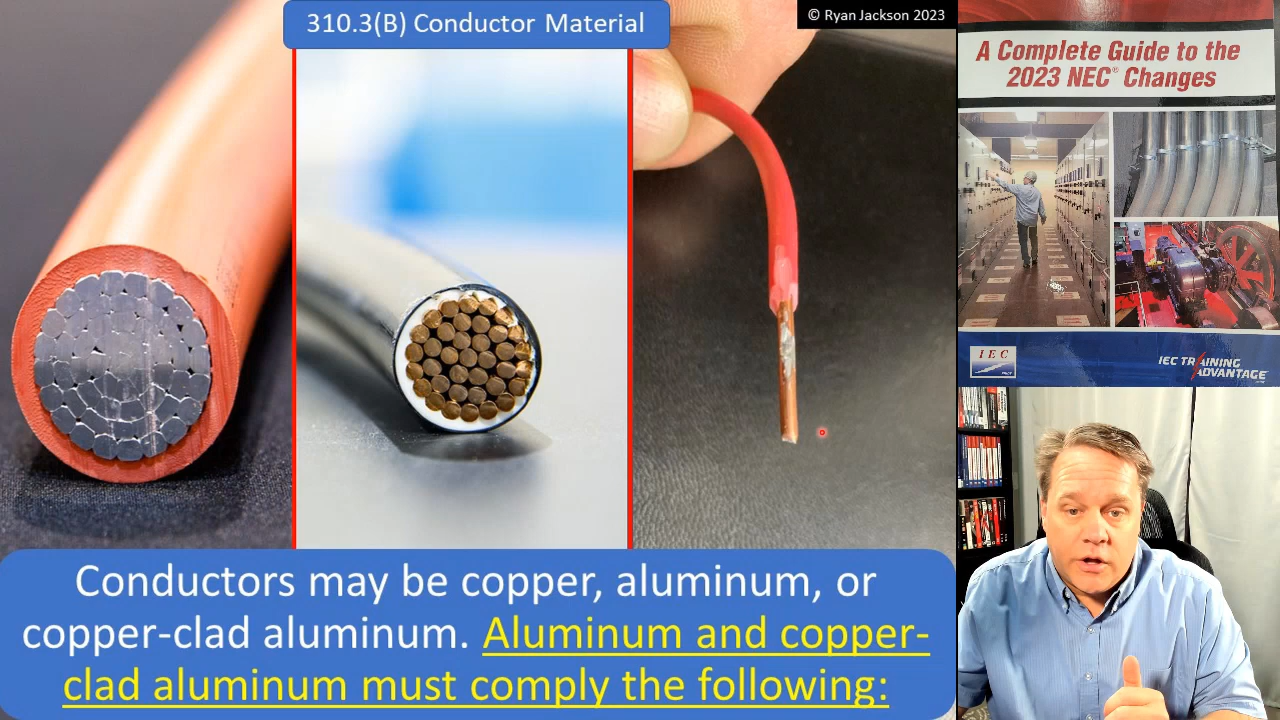 310.3(B) Conductor Material
© Ryan Jackson 2023
A Complete Guide to the
2023 NEC® Changes
IEC
IEC TRAINING
ADVANTAGE
Conductors may be copper, aluminum, or
copper-clad aluminum. Aluminum and copper-
clad aluminum must comply the following: